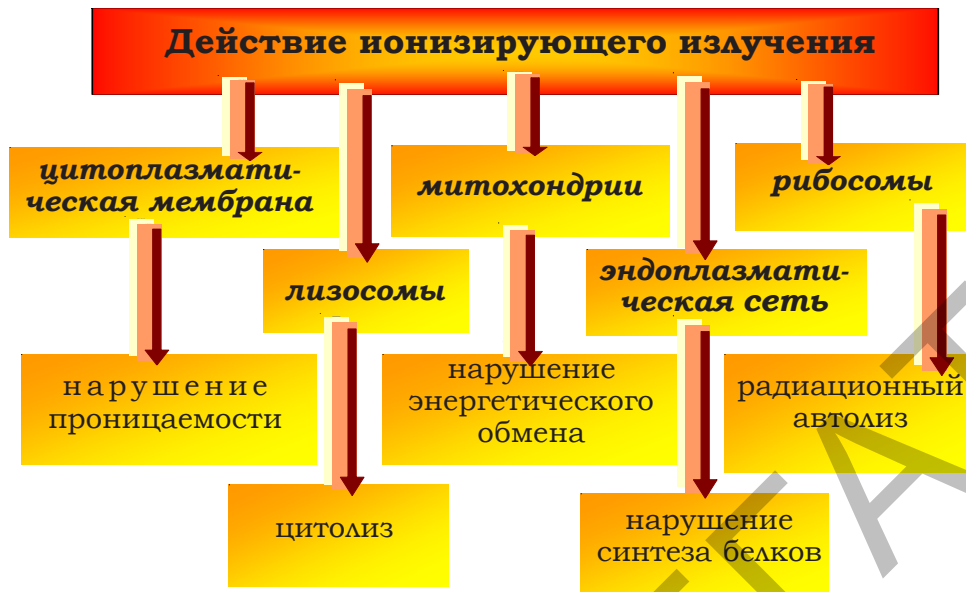 Действие ионизирующего излучения
цитоплазмати-
ческая мембрана
митохондрии
рибосомы
лизосомы
эндоплазмати-
ческая сеть
нарушение
проницаемости
нарушение
энергетического
обмена
радиационный
автолиз
цитолиз
нарушение
синтеза белков